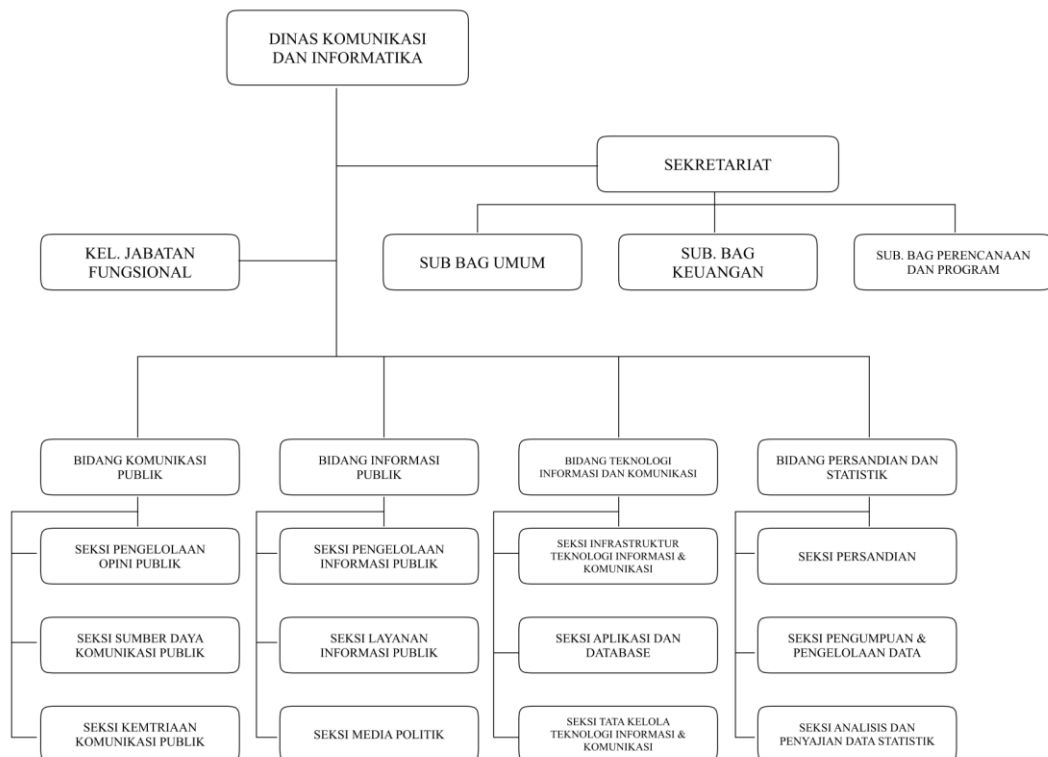 DINAS KOMUNIKASI
DAN INFORMATIKA
SEKRETARIAT
KEL. JABATAN
FUNGSIONAL
SUB BAG UMUM
SUB. BAG
KEUANGAN
SUB. BAG PERENCANAAN
DAN PROGRAM
BIDANG KOMUNIKASI
PUBLIK
BIDANG INFORMASI
PUBLIK
BIDANG TEKNOLOGI
INFORMASI DAN KOMUNIKASI
BIDANG PERSANDIAN DAN
STATISTIK
SEKSI PENGELOLAAN
OPINI PUBLIK
SEKSI PENGELOLAAN
INFORMASI PUBLIK
SEKSI INFRASTRUKTUR
TEKNOLOGI INFORMASI &
KOMUNIKASI
SEKSI PERSANDIAN
SEKSI SUMBER DAYA
KOMUNIKASI PUBLIK
SEKSI LAYANAN
INFORMASI PUBLIK
SEKSI APLIKASI DAN
DATABASE
SEKSI PENGUMPUAN &
PENGELOLAAN DATA
SEKSI KEMTRIAAN
KOMUNIKASI PUBLIK
SEKSI MEDIA POLITIK
SEKSI TATA KELOLA
TEKNOLOGI INFORMASI &
KOMUNIKASI
SEKSI ANALISIS DAN
PENYAJIAN DATA STATISTIK